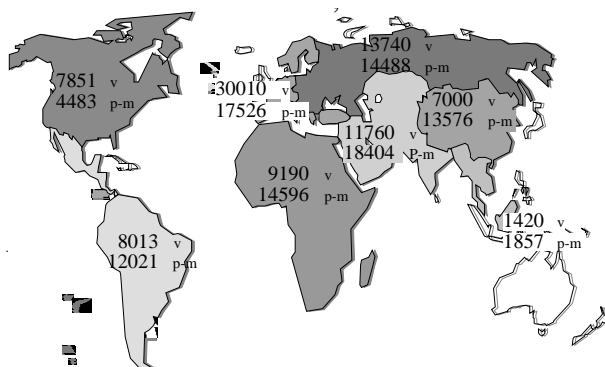 13740 v
14488 p-m
7851 v
4483 p-m
30010 v
17526 p-m
7000 v
13576 p-m
11760 v
18404 P-m
9190 v
14596 p-m
1420 v
1857 p-m
8013 v
12021 p-m